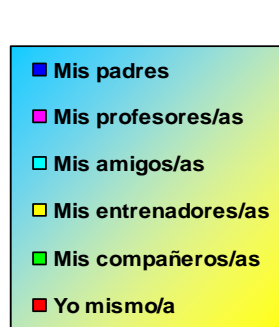 Mis padres
Mis profesores/as
Mis amigos/as
Mis entrenadores/as
Mis compañeros/as
Yo mismo/a